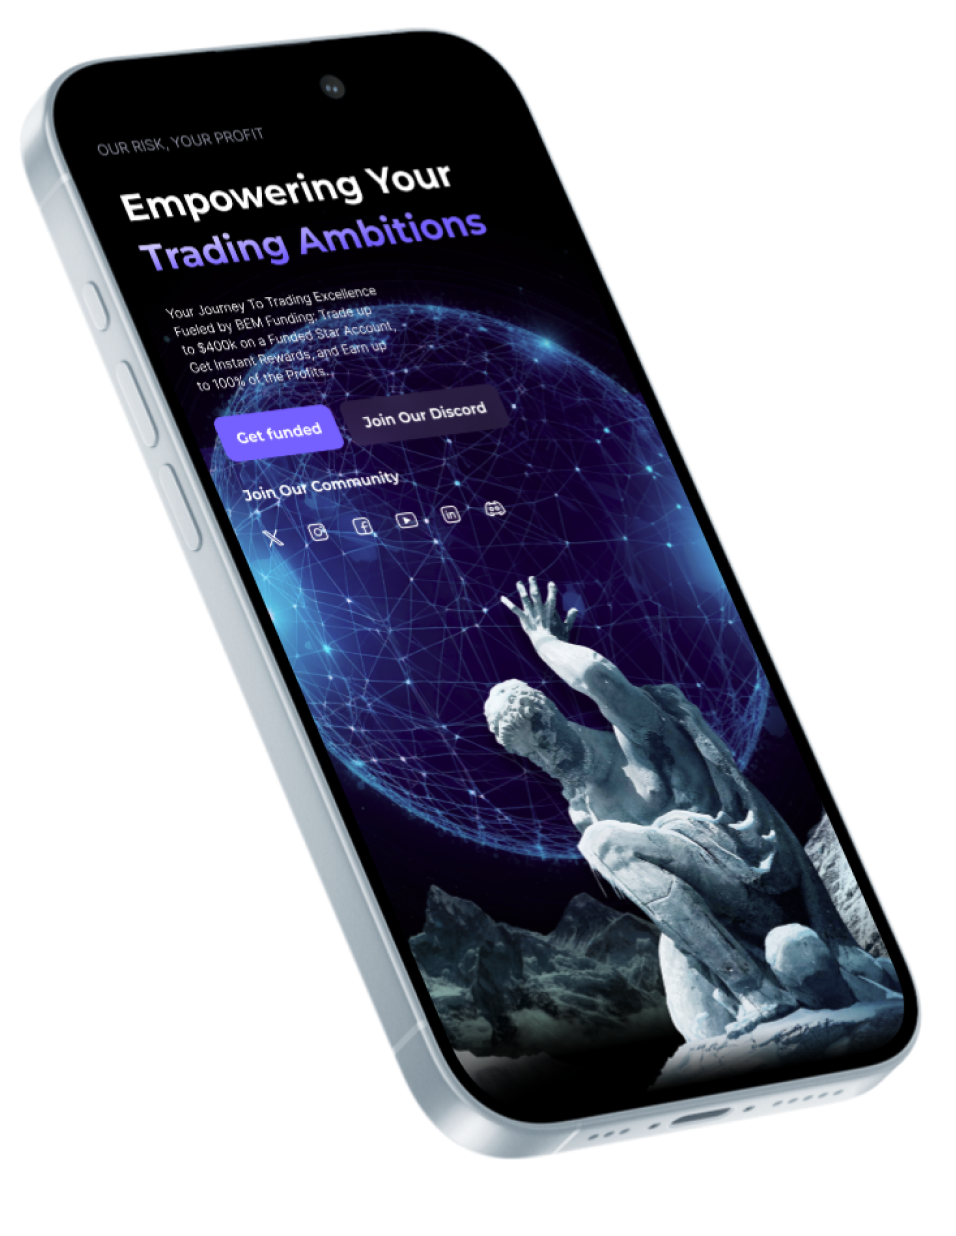 OUR RISK, YOUR PROFIT
Empowering Your
Trading Ambitions
Your Journey To Trading Excellence
Fueled by BEM Funding: Trade up
to $400k on a Funded Star Account,
Get Instant Rewards, and Earn up
to 100% of the Profits.
Get funded
Join Our Discord
Join Our Community